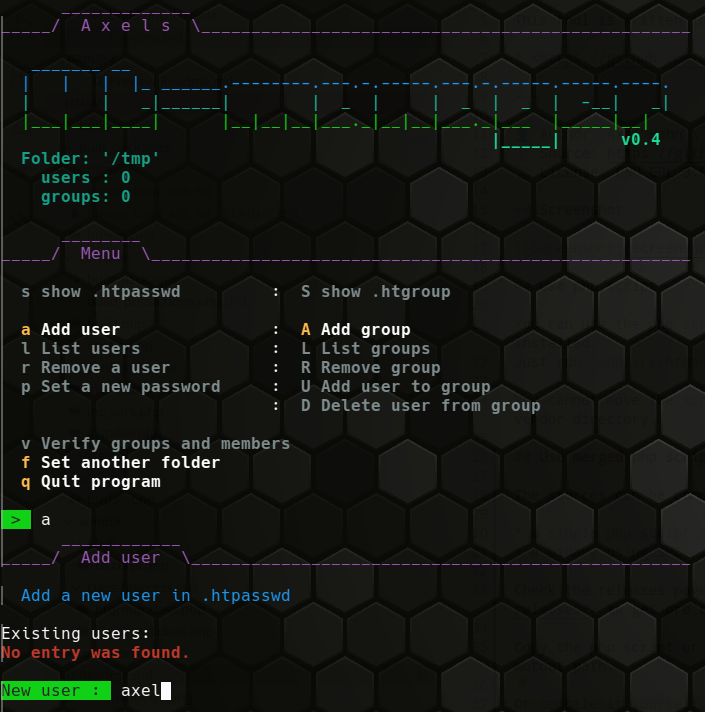 Axels
v0.4
Folder: '/tmp'
users : 0
groups: 0
Menu
s show .htpasswd : S show .htgroup
a Add user : A Add group
l List users : L List groups
r Remove a user : R Remove group
p Set a new password : U Add user to group
: D Delete user from group
v Verify groups and members
f Set another folder
q Quit program
> a
Add user
Add a new user in .htpasswd
Existing users:
No entry was found.
New user : axel